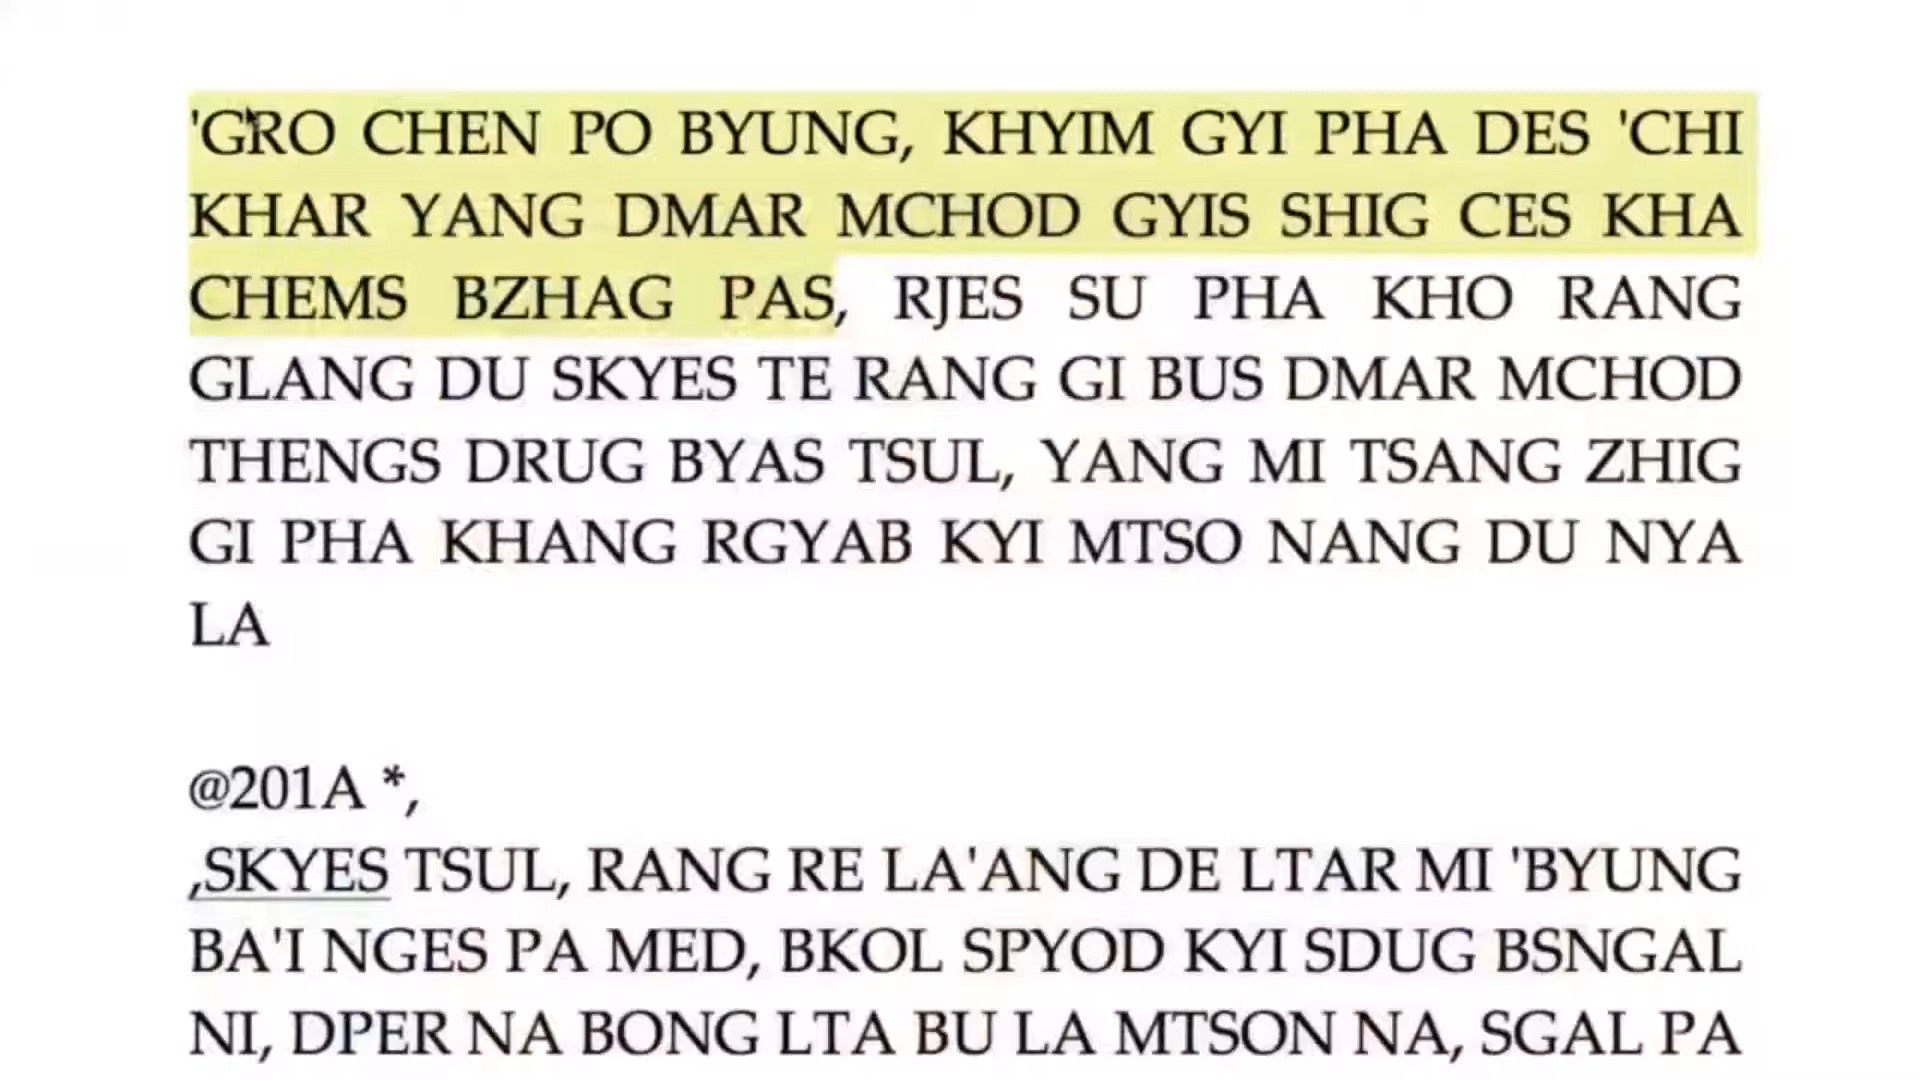 'GRO CHEN PO BYUNG, KHYIM GYI PHA DES 'CHI
KHAR YANG DMAR MCHOD GYIS SHIG CES KHA
CHEMS BZHAG PAS, RJES SU PHA KHO RANG
GLANG DU SKYES TE RANG GI BUS DMAR MCHOD
THENGS DRUG BYAS TSUL, YANG MI TSANG ZHIG
GI PHA KHANG RGYAB KYI MTSO NANG DU NYA
LA
@201A *,
,SKYES TSUL, RANG RE LA'ANG DE LTAR MI 'BYUNG
BA'I NGES PA MED, BKOL SPYOD KYI SDUG BSNGAL
NI, DPER NA BONG LTA BU LA MTSON NA, SGAL PA